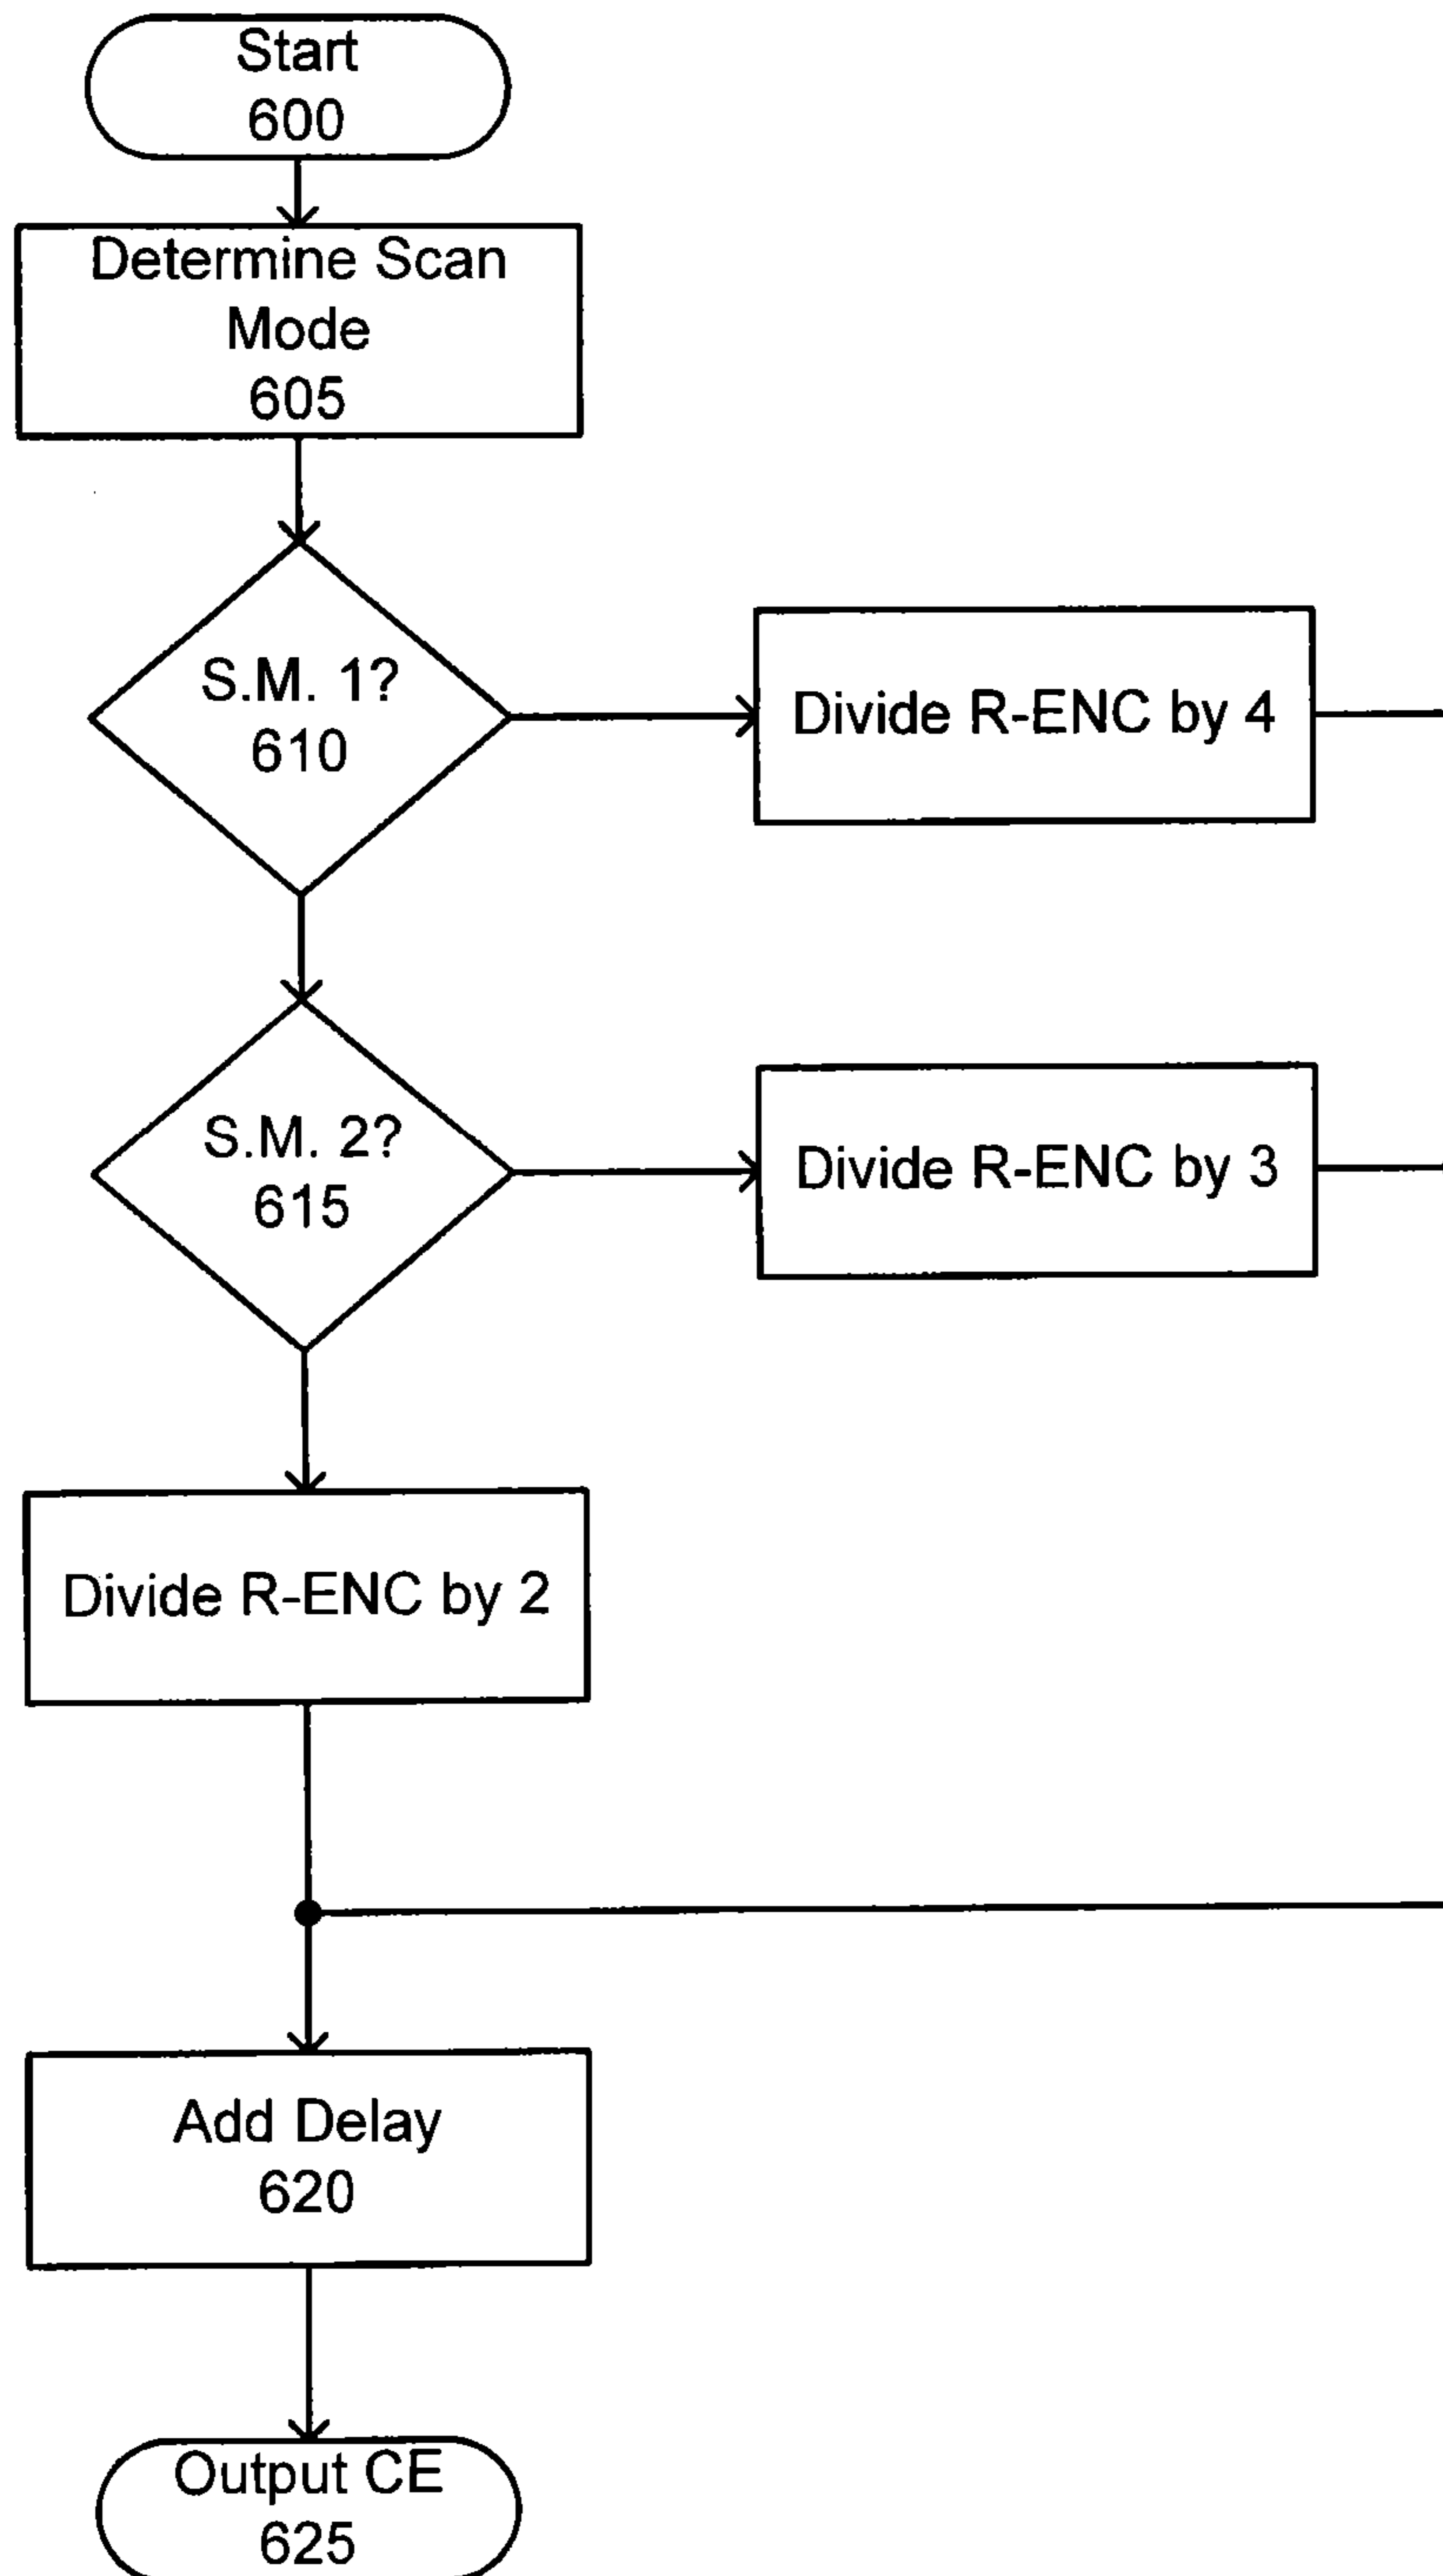 Start
600
Determine Scan
Mode
605
S.M. 1?
610
Divide R-ENC by 4
S.M. 2?
615
Divide R-ENC by 3
Divide R-ENC by 2
Add Delay
620
Output CE
625